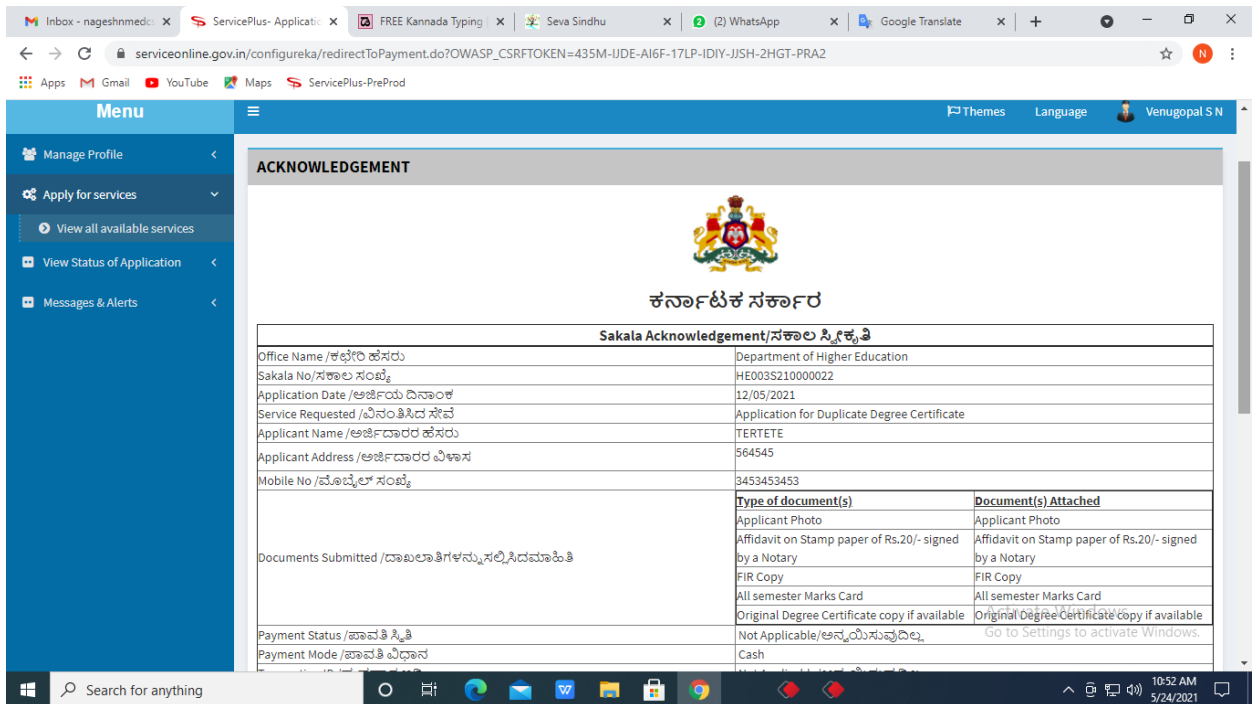 Inbox - nageshnmedc
ServicePlus- Applicatic
FREE Kannada Typing
Seva Sindhu
(2) WhatsApp
Google Translate
serviceonline.gov.in/configureka/redirectToPayment.do?OWASP_CSRFTOKEN=435M-IJDE-AI6F-17LP-IDIY-JJSH-2HGT-PRA2
N
Apps Gmail YouTube Maps ServicePlus-PreProd
Menu
Themes Language Venugopal S N
Manage Profile
Apply for services
View all available services
View Status of Application
Messages & Alerts
ACKNOWLEDGEMENT
ಕರ್ನಾಟಕ ಸರ್ಕಾರ
Sakala Acknowledgement/ಸಕಾಲ ಸ್ವೀಕೃತಿ
Office Name /ಕಛೇರಿ ಹೆಸರು Department of Higher Education
Sakala No/ಸಕಾಲ ಸಂಖ್ಯೆ HE003S210000022
Application Date /ಅರ್ಜಿಯ ದಿನಾಂಕ 12/05/2021
Service Requested /ವಿನಂತಿಸಿದ ಸೇವೆ Application for Duplicate Degree Certificate
Applicant Name /ಅರ್ಜಿದಾರರ ಹೆಸರು TERTETE
Applicant Address /ಅರ್ಜಿದಾರರ ವಿಳಾಸ 564545
Mobile No /ಮೊಬೈಲ್ ಸಂಖ್ಯೆ 3453453453
Documents Submitted /ದಾಖಲಾತಿಗಳನ್ನು ಸಲ್ಲಿಸಿದಮಾಹಿತಿ
Type of document(s) Document(s) Attached
Applicant Photo Applicant Photo
Affidavit on Stamp paper of Rs.20/- signed Affidavit on Stamp paper of Rs.20/- signed
by a Notary by a Notary
FIR Copy FIR Copy
All semester Marks Card All semester Marks Card
Original Degree Certificate copy if available Original Degree Certificate copy if available
Payment Status /ಪಾವತಿ ಸ್ಥಿತಿ Not Applicable/ಅನ್ವಯಿಸುವುದಿಲ್ಲ
Payment Mode /ಪಾವತಿ ವಿಧಾನ Cash
Activate Windows
Go to Settings to activate Windows.
Search for anything
10:52 AM
5/24/2021